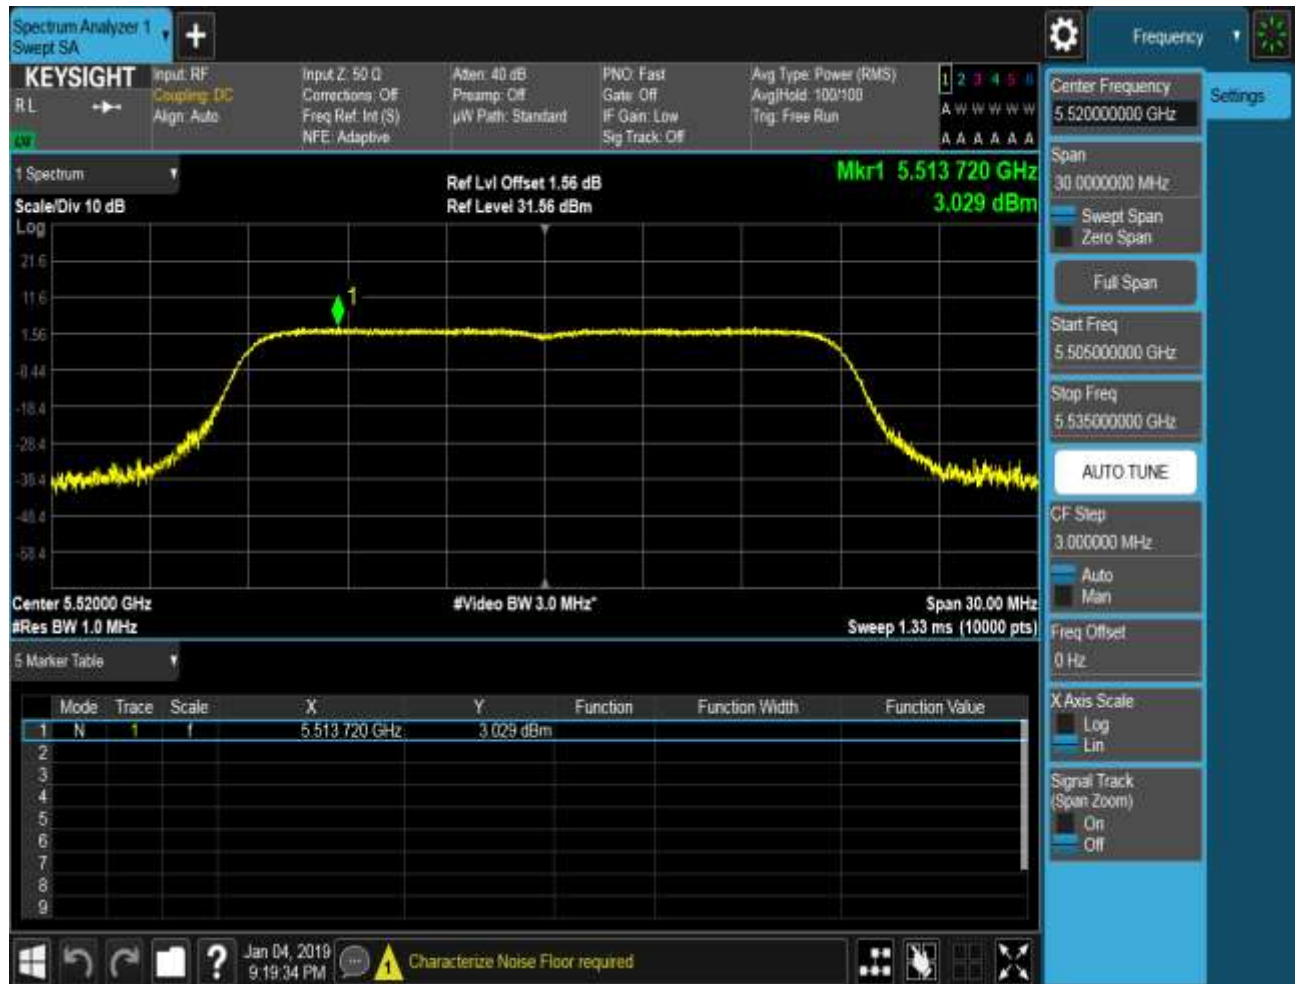 Spectrum Analyzer 1
Swept SA
+
Frequency
KEYSIGHT
RL
Input: RF
Coupling: DC
Align: Auto
Input Z: 50 Ω
Corrections: Off
Freq Ref: Int (S)
NFE: Adaptive
Atten: 40 dB
Preamp: Off
µW Path: Standard
PNO: Fast
Gate: Off
IF Gain: Low
Sig Track: Off
Avg Type: Power (RMS)
Avg|Hold: 100/100
Trig: Free Run
1 2 3 4 5 6
A W W W W W
A A A A A A
1 Spectrum
Scale/Div 10 dB
Ref Lvl Offset 1.56 dB
Ref Level 31.56 dBm
Mkr1 5.513 720 GHz
3.029 dBm
Log
21.6
11.6
1.56
-8.44
-18.4
-28.4
-38.4
-48.4
-58.4
1
Center 5.52000 GHz
#Res BW 1.0 MHz
#Video BW 3.0 MHz*
Span 30.00 MHz
Sweep 1.33 ms (10000 pts)
5 Marker Table
Mode Trace Scale X Y Function Function Width Function Value
1 N 1 f 5.513 720 GHz 3.029 dBm
2
3
4
5
6
7
8
9
Center Frequency
5.520000000 GHz
Settings
Span
30.0000000 MHz
Swept Span
Zero Span
Full Span
Start Freq
5.505000000 GHz
Stop Freq
5.535000000 GHz
AUTO TUNE
CF Step
3.000000 MHz
Auto
Man
Freq Offset
0 Hz
X Axis Scale
Log
Lin
Signal Track
(Span Zoom)
On
Off
?
Jan 04, 2019
9:19:34 PM
1
Characterize Noise Floor required